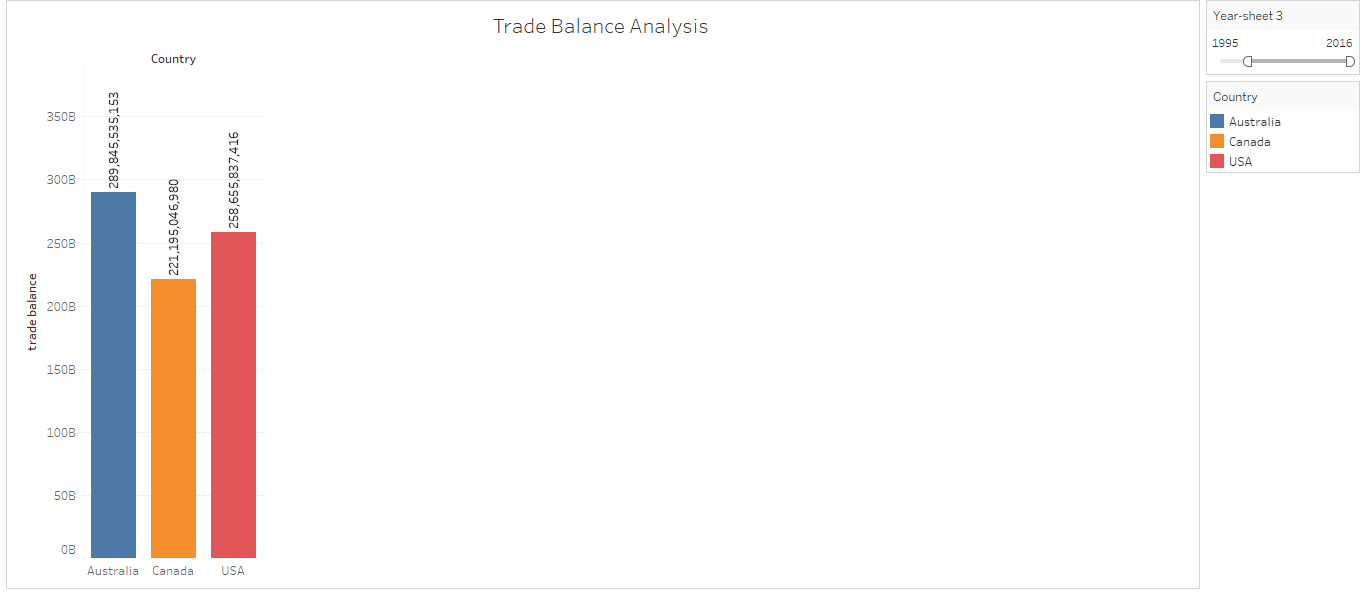 Trade Balance Analysis
Country
trade balance
350B
300B
250B
200B
150B
100B
50B
0B
289,845,535,153
221,195,046,980
258,655,837,416
Australia
Canada
USA
Year-sheet 3
1995
2016
Country
Australia
Canada
USA